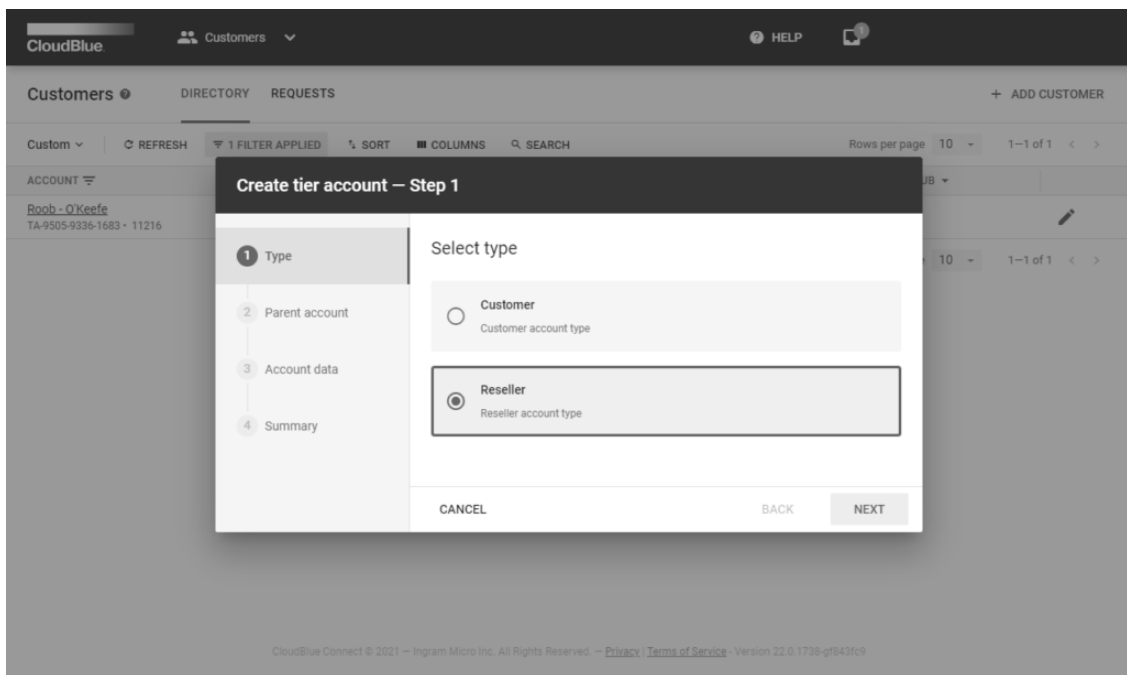 CloudBlue.
Customers
HELP
1
Customers
DIRECTORY
REQUESTS
+ ADD CUSTOMER
Custom
REFRESH
1 FILTER APPLIED
SORT
COLUMNS
SEARCH
Rows per page 10
1–1 of 1 < >
ACCOUNT
UB
Roob - O'Keefe
TA-9505-9336-1683 • 11216
10
1–1 of 1 < >
Create tier account — Step 1
1 Type
2 Parent account
3 Account data
4 Summary
Select type
Customer
Customer account type
Reseller
Reseller account type
CANCEL
BACK
NEXT
CloudBlue Connect © 2021 — Ingram Micro Inc. All Rights Reserved. — Privacy | Terms of Service - Version 22.0.1738-gf843fc9